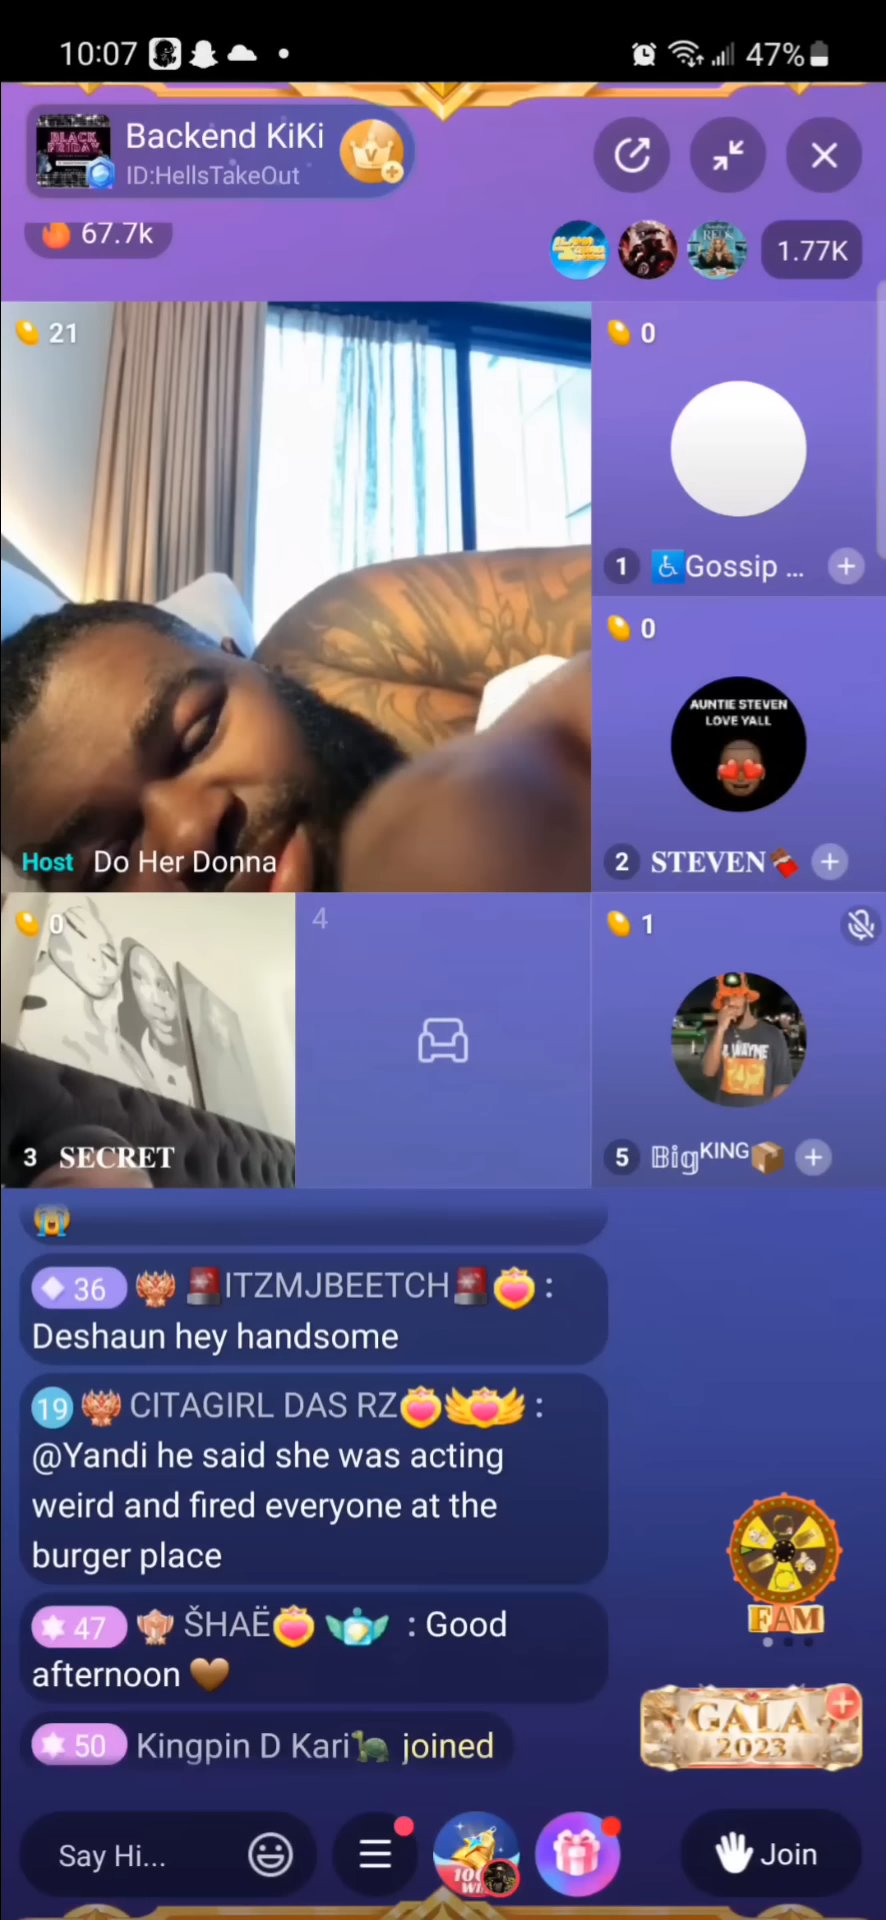 10:07
47%
BLACK
FRIDAY
Backend KiKi
ID:HellsTakeOut
67.7k
1.77K
21
0
1 ♿Gossip ...
0
AUNTIE STEVEN
LOVE YALL
Host Do Her Donna
2 STEVEN🍫
0
4
1
WAYNE
3 SECRET
5 𝔹𝕚𝕘ᴷᴵᴺᴳ📦
😭
36 🚨ITZMJBEETCH🚨 :
Deshaun hey handsome
19 CITAGIRL DAS RZ :
@Yandi he said she was acting
weird and fired everyone at the
burger place
47 ŠHAË : Good
afternoon 🤎
50 Kingpin D Kari🐢 joined
FAM
GALA
2023
Say Hi...
Join